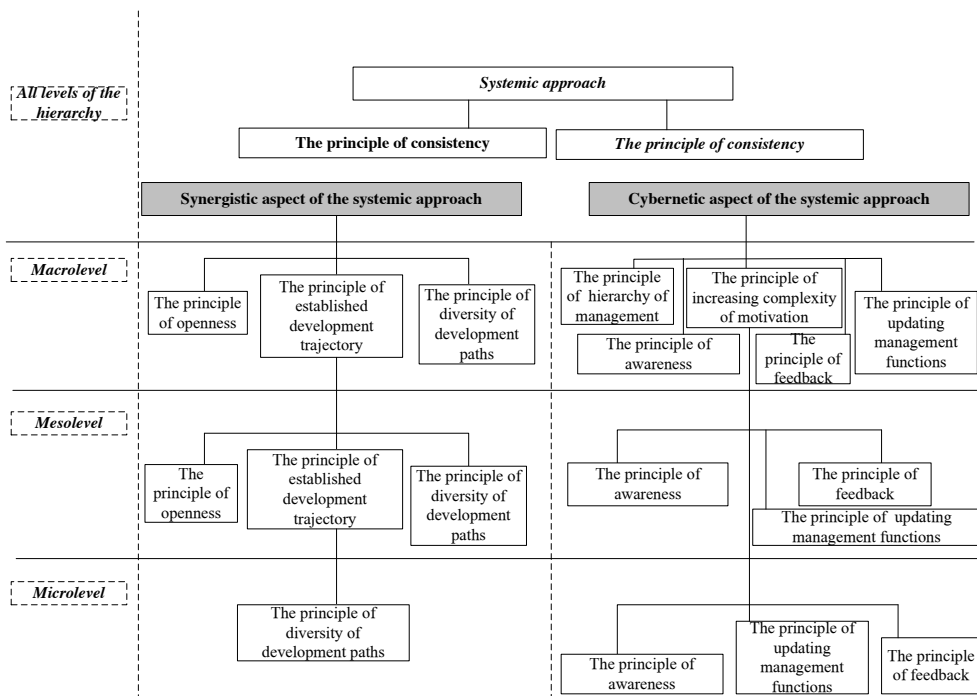 Systemic approach
All levels of the
hierarchy
The principle of consistency
The principle of consistency
Synergistic aspect of the systemic approach
Cybernetic aspect of the systemic approach
Macrolevel
The principle
of openness
The principle of
established
development
trajectory
The principle of
diversity of
development
paths
The principle
of hierarchy of
management
The principle of
increasing complexity
of motivation
The principle of
updating
management
functions
The principle of
awareness
The
principle of
feedback
Mesolevel
The
principle of
openness
The principle of
established
development
trajectory
The principle of
diversity of
development
paths
The principle of
awareness
The principle of
feedback
The principle of updating
management functions
Microlevel
The principle of
diversity of
development paths
The principle of
awareness
The principle of
updating
management
functions
The principle
of feedback